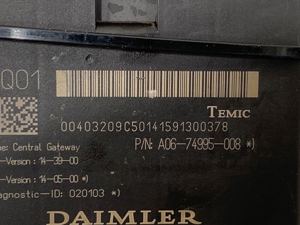 Q01
TEMIC
00403209C50141591300378
P/N: A06-74995-008 *)
e: Central Gateway
-Version : 14-39-00
-Version : 14-05-00 *)
agnostic-ID: 020103 *)
DAIMLER